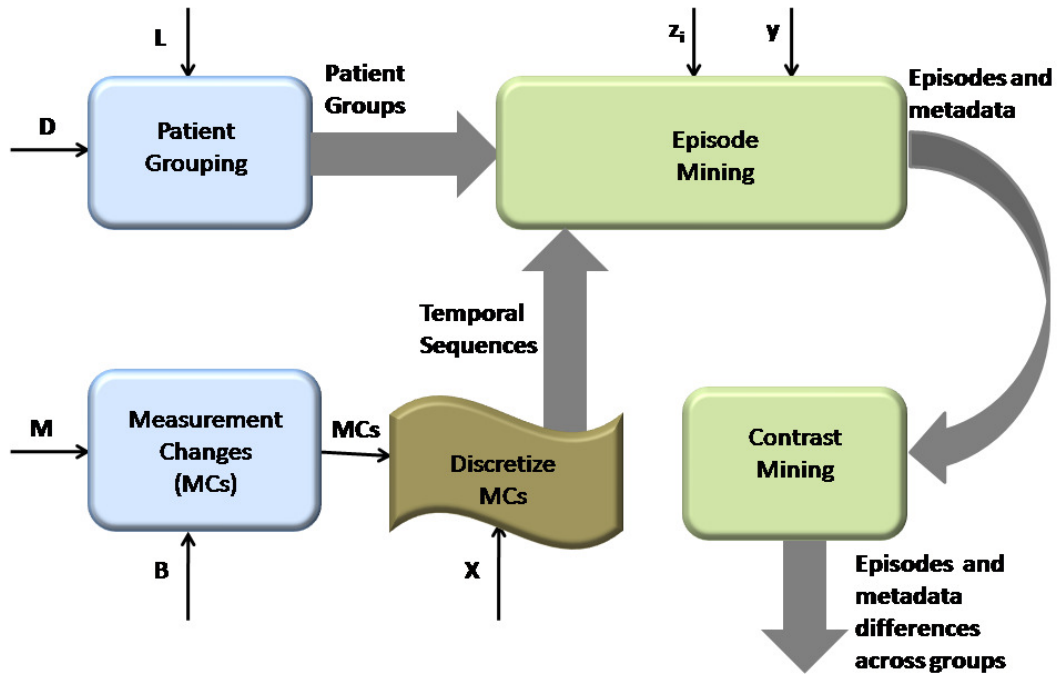 L
z_i
y
D
Patient
Grouping
Patient
Groups
Episode
Mining
Episodes and
metadata
Temporal
Sequences
M
Measurement
Changes
(MCs)
MCs
Discretize
MCs
Contrast
Mining
B
X
Episodes and
metadata
differences
across groups